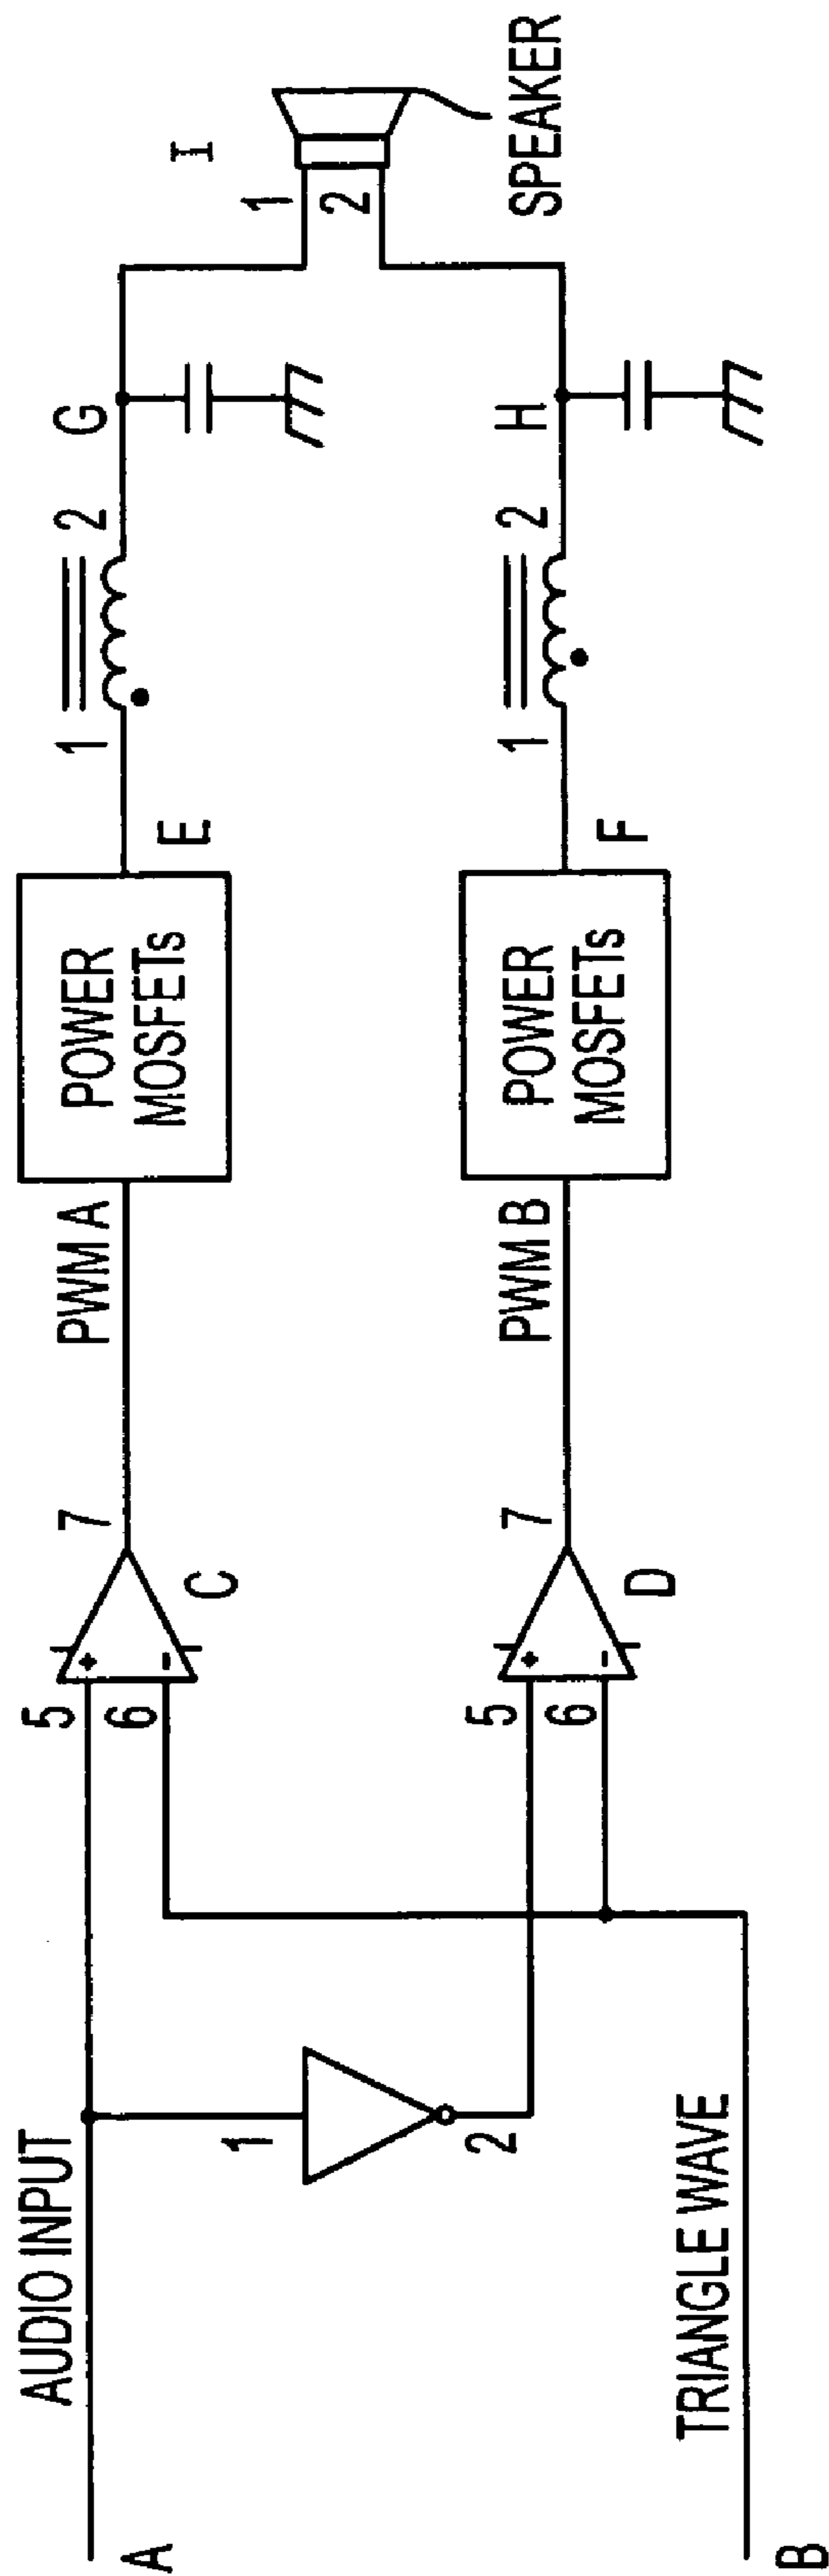 AUDIO INPUT
A
1
2
5
6
7
C
PWM A
POWER
MOSFETs
E
1
2
G
I
1
2
SPEAKER
5
6
7
D
PWM B
POWER
MOSFETs
F
1
2
H
TRIANGLE WAVE
B
+
-
+
-